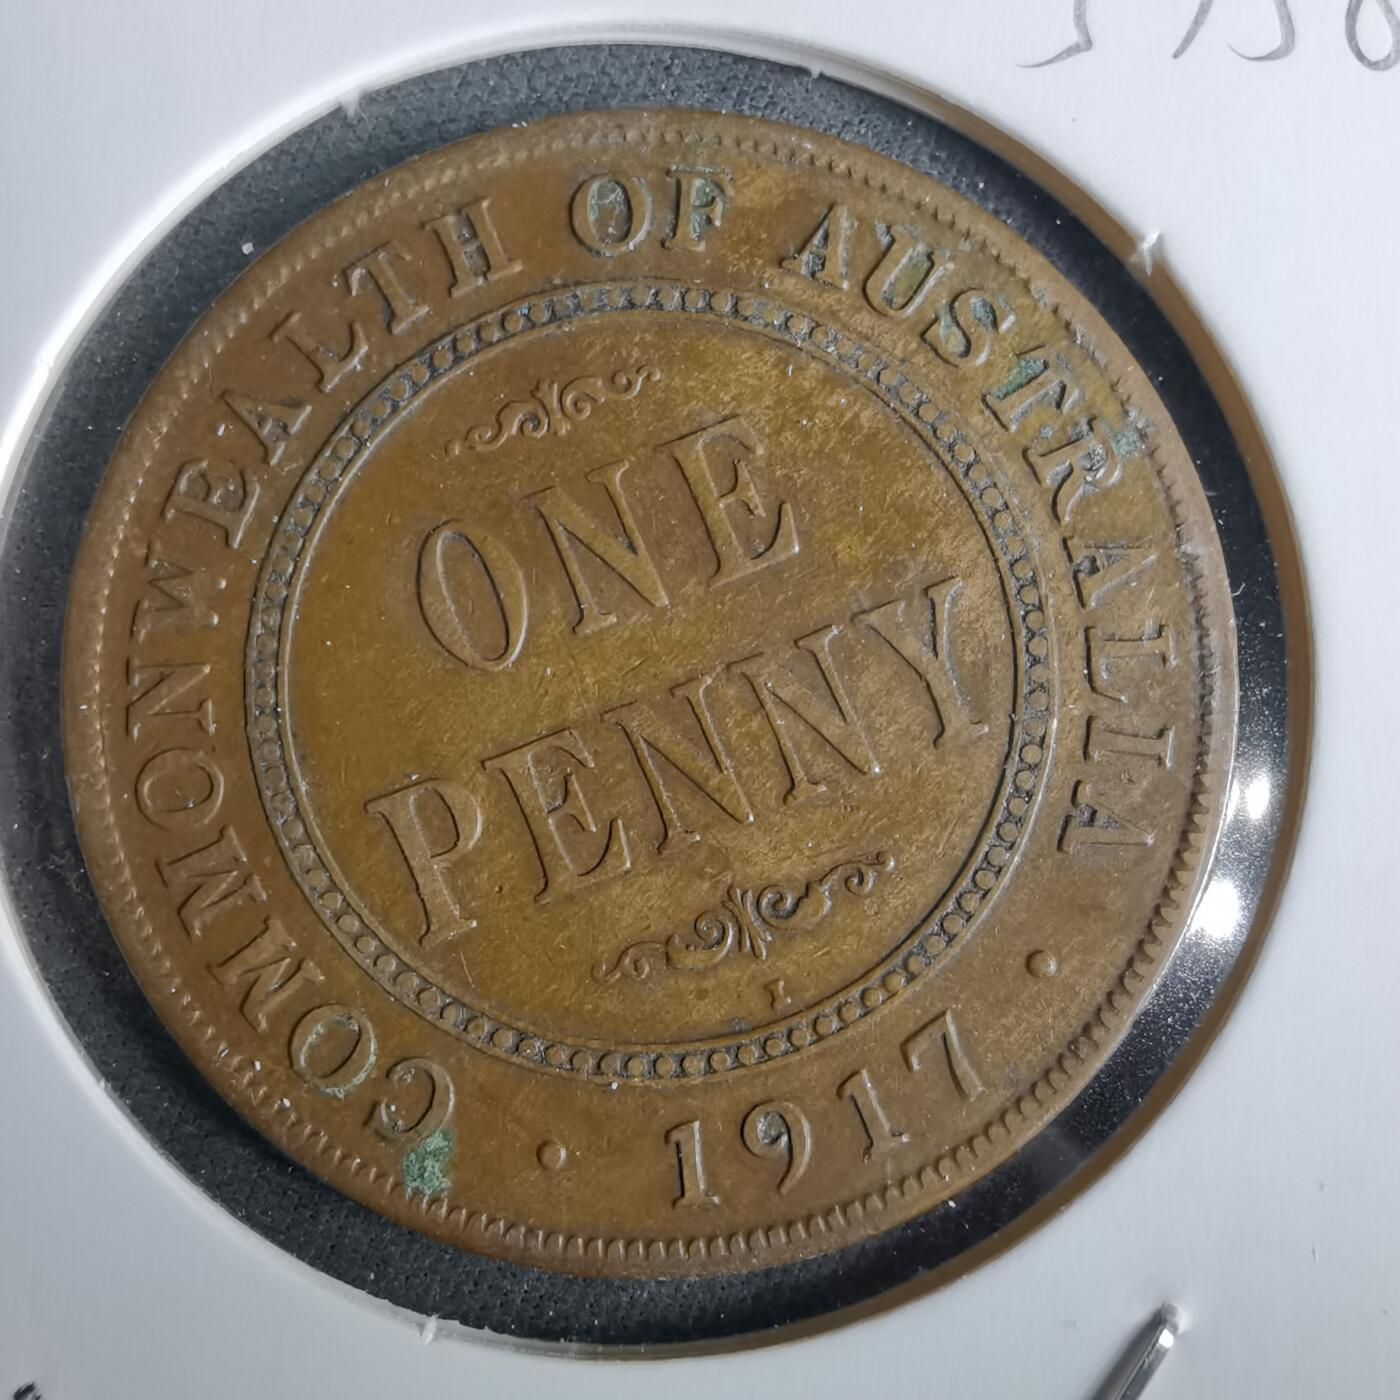 COMMONWEALTH OF AUSTRALIA
ONE
PENNY
I
1917